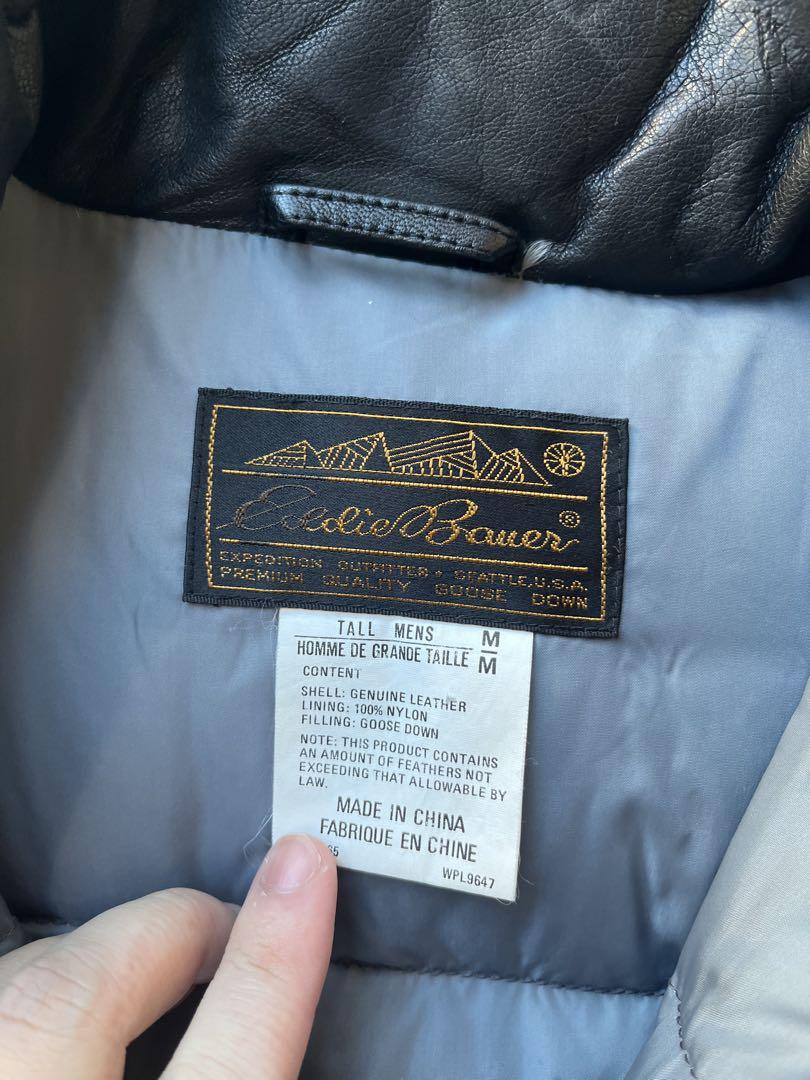 Eddie Bauer®
EXPEDITION OUTFITTER • SEATTLE, U.S.A.
PREMIUM QUALITY GOOSE DOWN
TALL MENS M
HOMME DE GRANDE TAILLE M
CONTENT
SHELL: GENUINE LEATHER
LINING: 100% NYLON
FILLING: GOOSE DOWN
NOTE: THIS PRODUCT CONTAINS
AN AMOUNT OF FEATHERS NOT
EXCEEDING THAT ALLOWABLE BY
LAW.
MADE IN CHINA
FABRIQUE EN CHINE
WPL9647